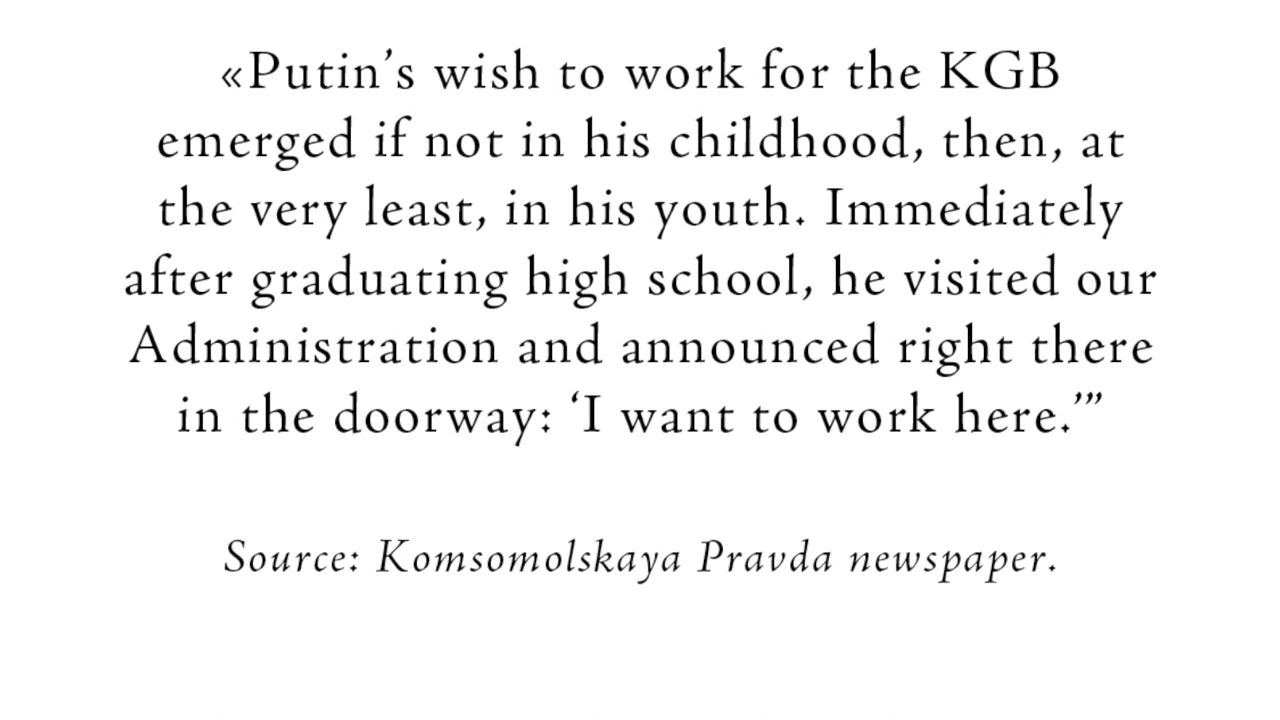 «Putin’s wish to work for the KGB
emerged if not in his childhood, then, at
the very least, in his youth. Immediately
after graduating high school, he visited our
Administration and announced right there
in the doorway: ‘I want to work here.’”
Source: Komsomolskaya Pravda newspaper.